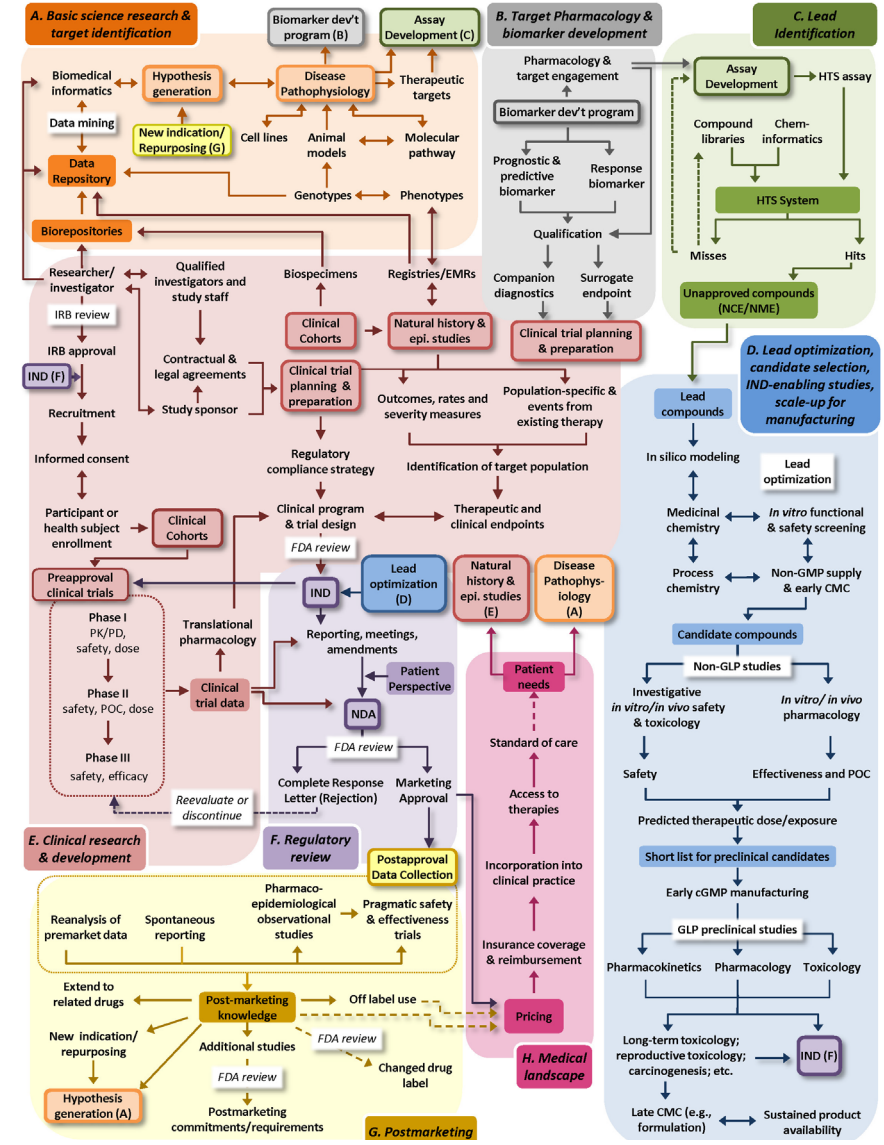 A. Basic science research &
target identification
Biomarker dev't
program (B)
Assay
Development (C)
Biomedical
informatics
Hypothesis
generation
Disease
Pathophysiology
Therapeutic
targets
Data mining
New indication/
Repurposing (G)
Cell lines
Animal
models
Molecular
pathway
Data
Repository
Genotypes
Phenotypes
Biorepositories
B. Target Pharmacology &
biomarker development
Pharmacology &
target engagement
Biomarker dev't program
Prognostic &
predictive
biomarker
Response
biomarker
Qualification
Companion
diagnostics
Surrogate
endpoint
Clinical trial planning
& preparation
C. Lead
Identification
Assay
Development
HTS assay
Compound
libraries
Chem-
informatics
HTS System
Misses
Hits
Unapproved compounds
(NCE/NME)
D. Lead optimization,
candidate selection,
IND-enabling studies,
scale-up for
manufacturing
Lead
compounds
In silico modeling
Lead
optimization
Medicinal
chemistry
In vitro functional
& safety screening
Process
chemistry
Non-GMP supply
& early CMC
Candidate compounds
Non-GLP studies
Investigative
in vitro/in vivo safety
& toxicology
In vitro/ in vivo
pharmacology
Safety
Effectiveness and POC
Predicted therapeutic dose/exposure
Short list for preclinical candidates
Early cGMP manufacturing
GLP preclinical studies
Pharmacokinetics
Pharmacology
Toxicology
Long-term toxicology;
reproductive toxicology;
carcinogenesis; etc.
IND (F)
Late CMC (e.g.,
formulation)
Sustained product
availability
Researcher/
investigator
Qualified
investigators and
study staff
Biospecimens
Registries/EMRs
IRB review
Clinical
Cohorts
Natural history &
epi. studies
IRB approval
IND (F)
Contractual &
legal agreements
Clinical trial
planning &
preparation
Recruitment
Study sponsor
Outcomes, rates and
severity measures
Population-specific &
events from
existing therapy
Informed consent
Regulatory
compliance strategy
Identification of target population
Participant or
health subject
enrollment
Clinical
Cohorts
Clinical program
& trial design
Therapeutic and
clinical endpoints
FDA review
Preapproval
clinical trials
Phase I
PK/PD,
safety, dose
Phase II
safety, POC, dose
Phase III
safety, efficacy
Translational
pharmacology
Clinical
trial data
Reevaluate or
discontinue
E. Clinical research
& development
IND
Lead
optimization
(D)
Reporting, meetings,
amendments
Patient
Perspective
NDA
FDA review
Complete Response
Letter (Rejection)
Marketing
Approval
F. Regulatory
review
Natural
history &
epi. studies
(E)
Disease
Pathophys-
iology
(A)
Patient
needs
Standard of care
Access to
therapies
Incorporation into
clinical practice
Insurance coverage
& reimbursement
Pricing
H. Medical
landscape
Postapproval
Data Collection
Reanalysis of
premarket data
Spontaneous
reporting
Pharmaco-
epidemiological
observational
studies
Pragmatic safety
& effectiveness
trials
Extend to
related drugs
Post-marketing
knowledge
Off label use
New indication/
repurposing
Additional studies
FDA review
Changed drug
label
FDA review
Hypothesis
generation (A)
Postmarketing
commitments/requirements
G. Postmarketing